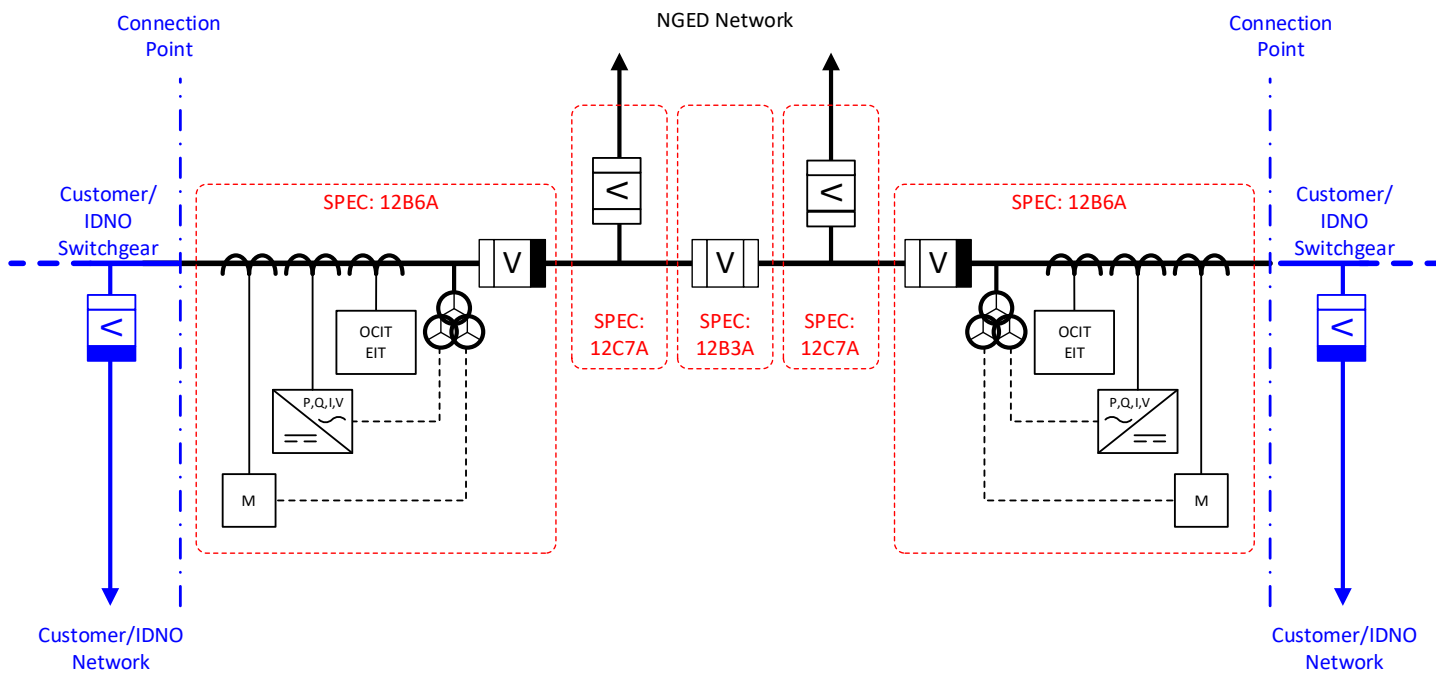 Connection
Point
NGED Network
Connection
Point
Customer/
IDNO
Switchgear
SPEC: 12B6A
V
V
SPEC: 12B6A
Customer/
IDNO
Switchgear
V
V
V
V
V
SPEC:
12C7A
SPEC:
12B3A
SPEC:
12C7A
OCIT
EIT
OCIT
EIT
P,Q,I,V
P,Q,I,V
M
M
Customer/IDNO
Network
Customer/IDNO
Network